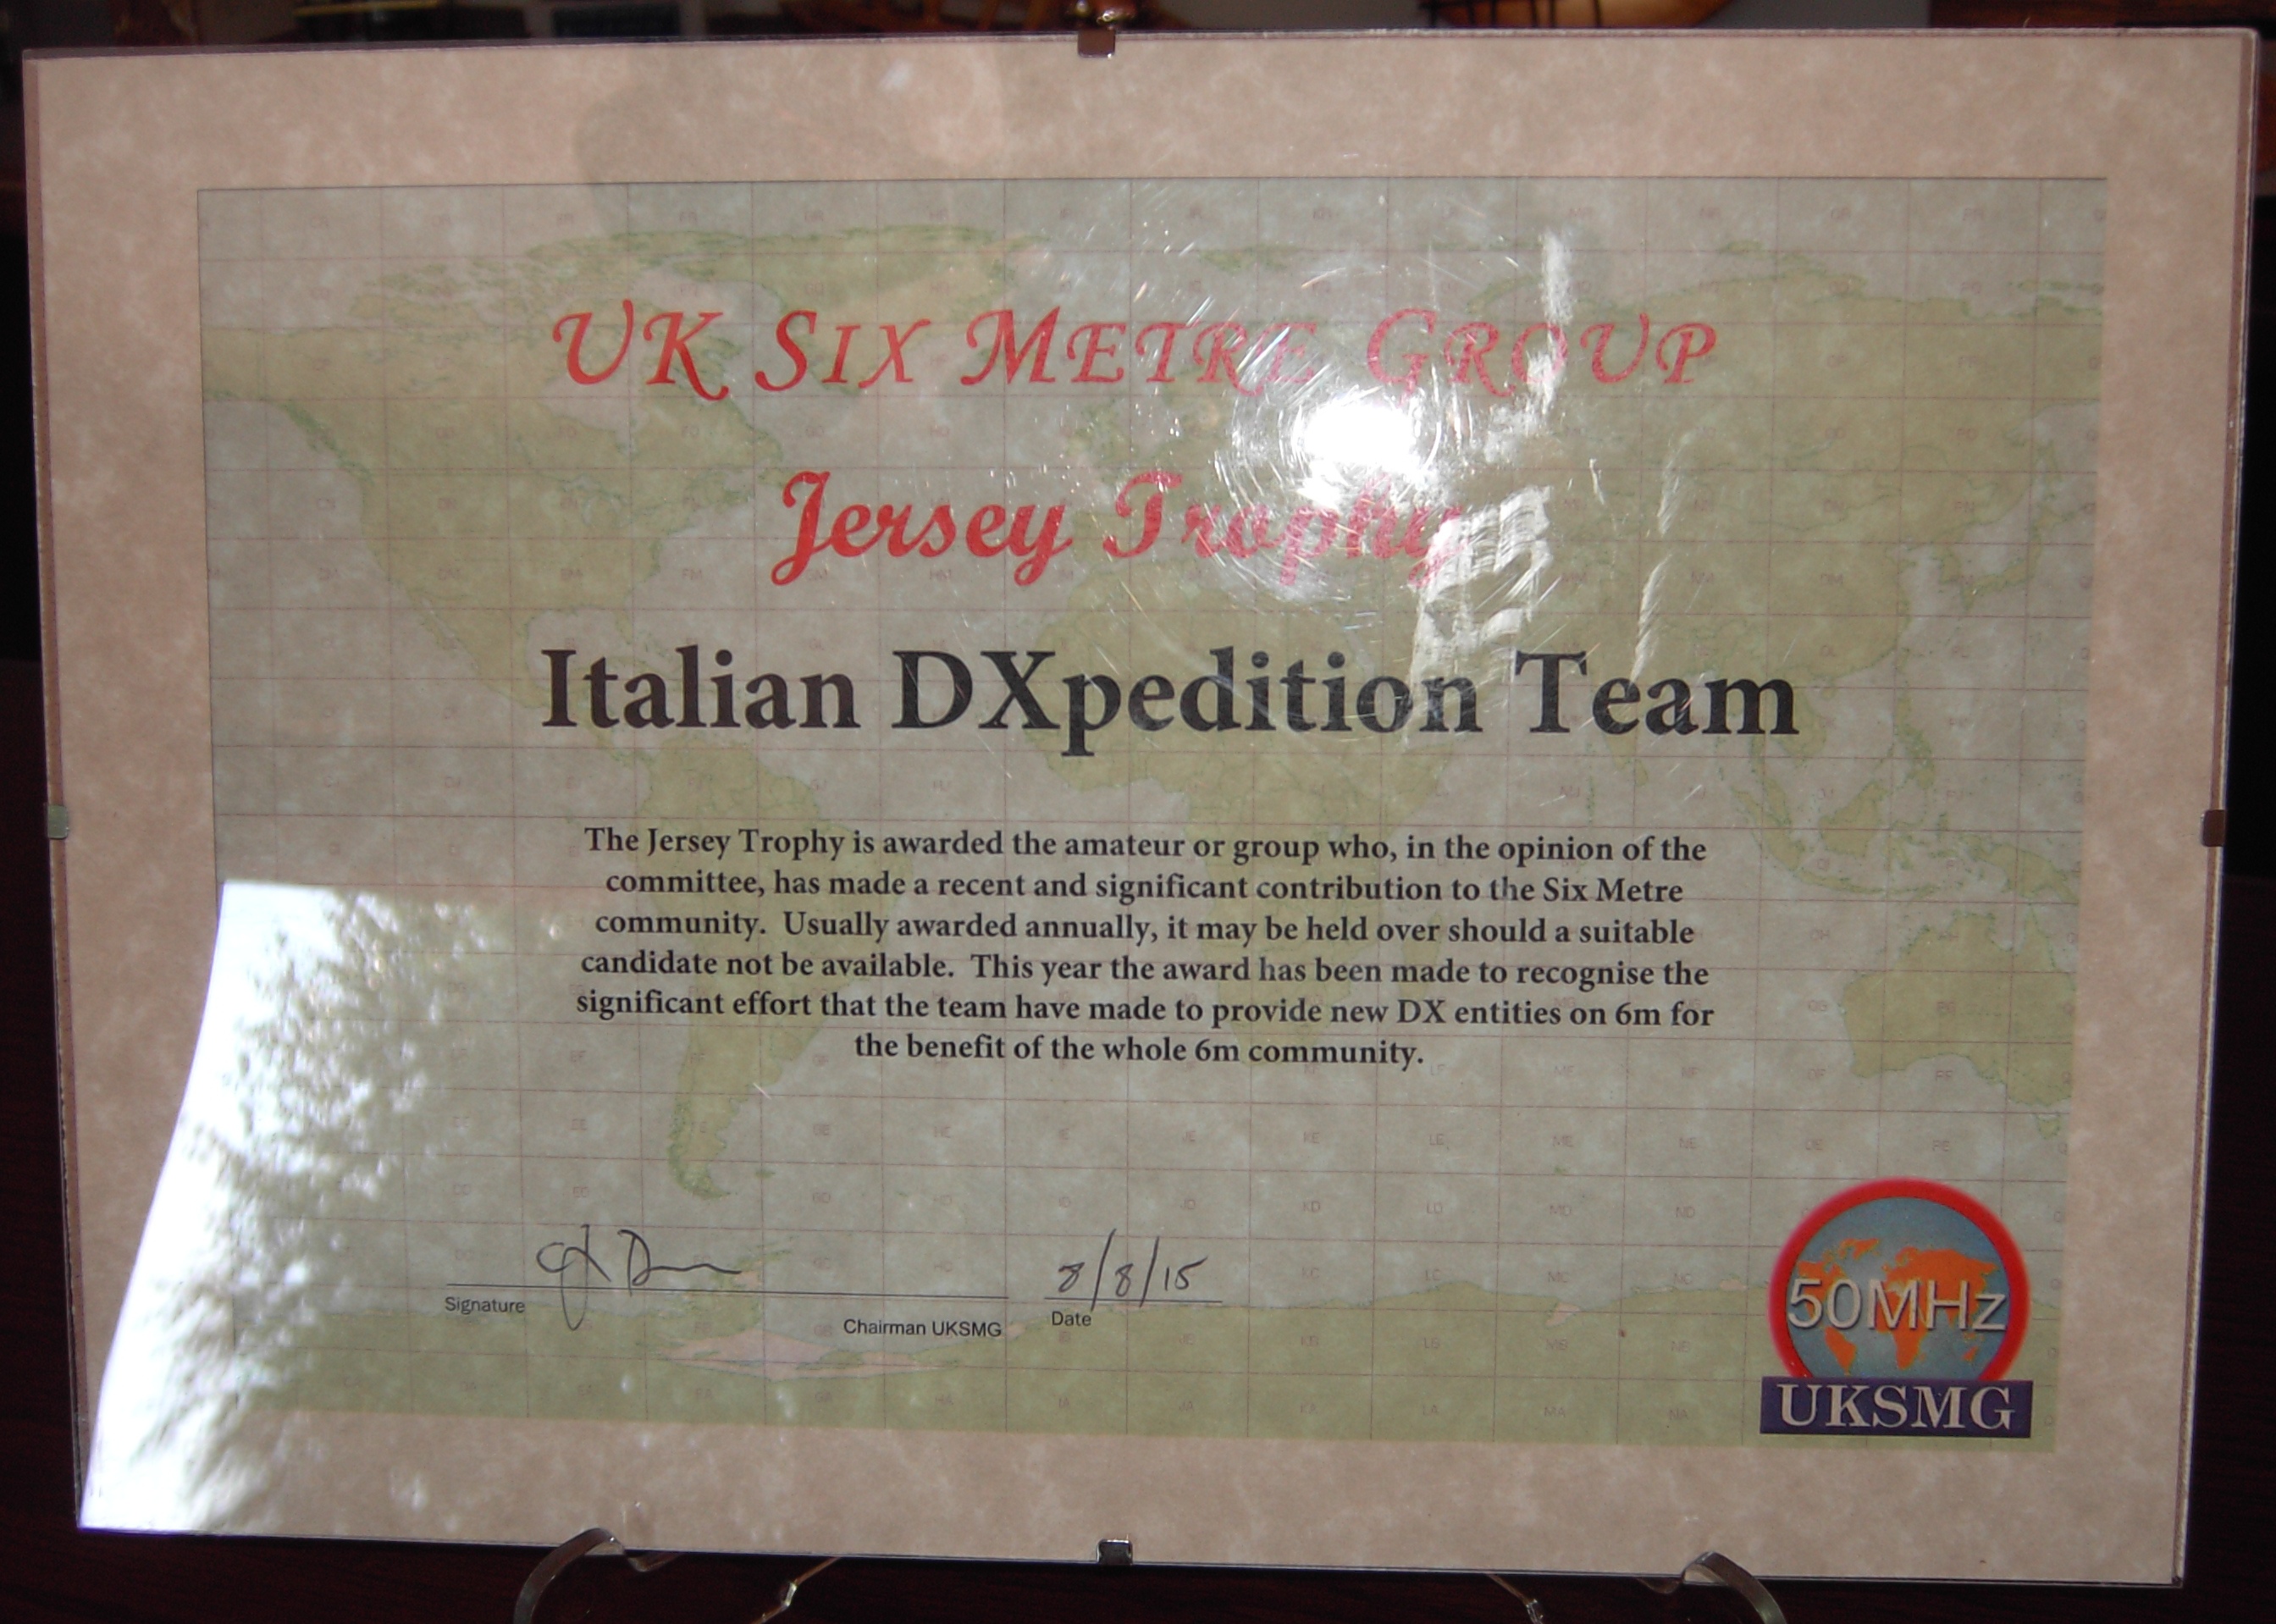 UK SIX METRE GROUP
Jersey Trophy
Italian DXpedition Team
The Jersey Trophy is awarded the amateur or group who, in the opinion of the
committee, has made a recent and significant contribution to the Six Metre
community.  Usually awarded annually, it may be held over should a suitable
candidate not be available.  This year the award has been made to recognise the
significant effort that the team have made to provide new DX entities on 6m for
the benefit of the whole 6m community.
8/8/15
Signature
Chairman UKSMG
Date
50MHz
UKSMG